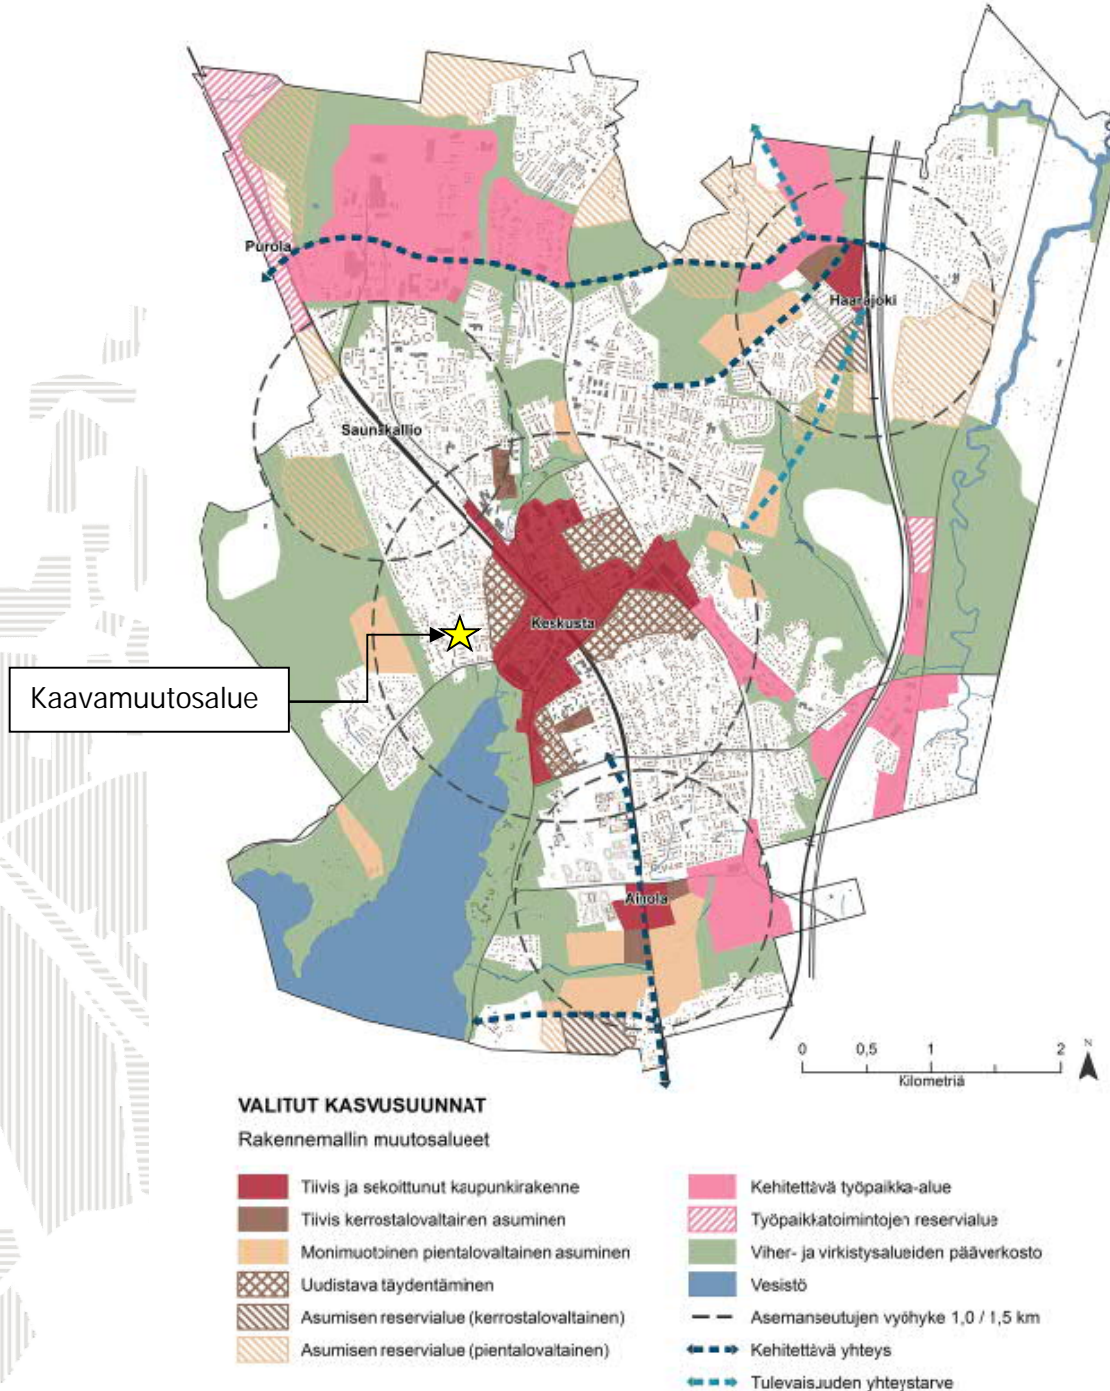 Purola
Haarajoki
Saunakallio
Keskusta
Kaavamuutosalue
Ainola
0 0,5 1 2
Kilometriä
N
VALITUT KASVUSUUNNAT
Rakennemallin muutosalueet
Tiivis ja sekoittunut kaupunkirakenne
Tiivis kerrostalovaltainen asuminen
Monimuotoinen pientalovaltainen asuminen
Uudistava täydentäminen
Asumisen reservialue (kerrostalovaltainen)
Asumisen reservialue (pientalovaltainen)
Kehitettävä työpaikka-alue
Työpaikkatoimintojen reservialue
Viher- ja virkistysalueiden pääverkosto
Vesistö
Asemanseutujen vyöhyke 1,0 / 1,5 km
Kehitettävä yhteys
Tulevaisuuden yhteystarve